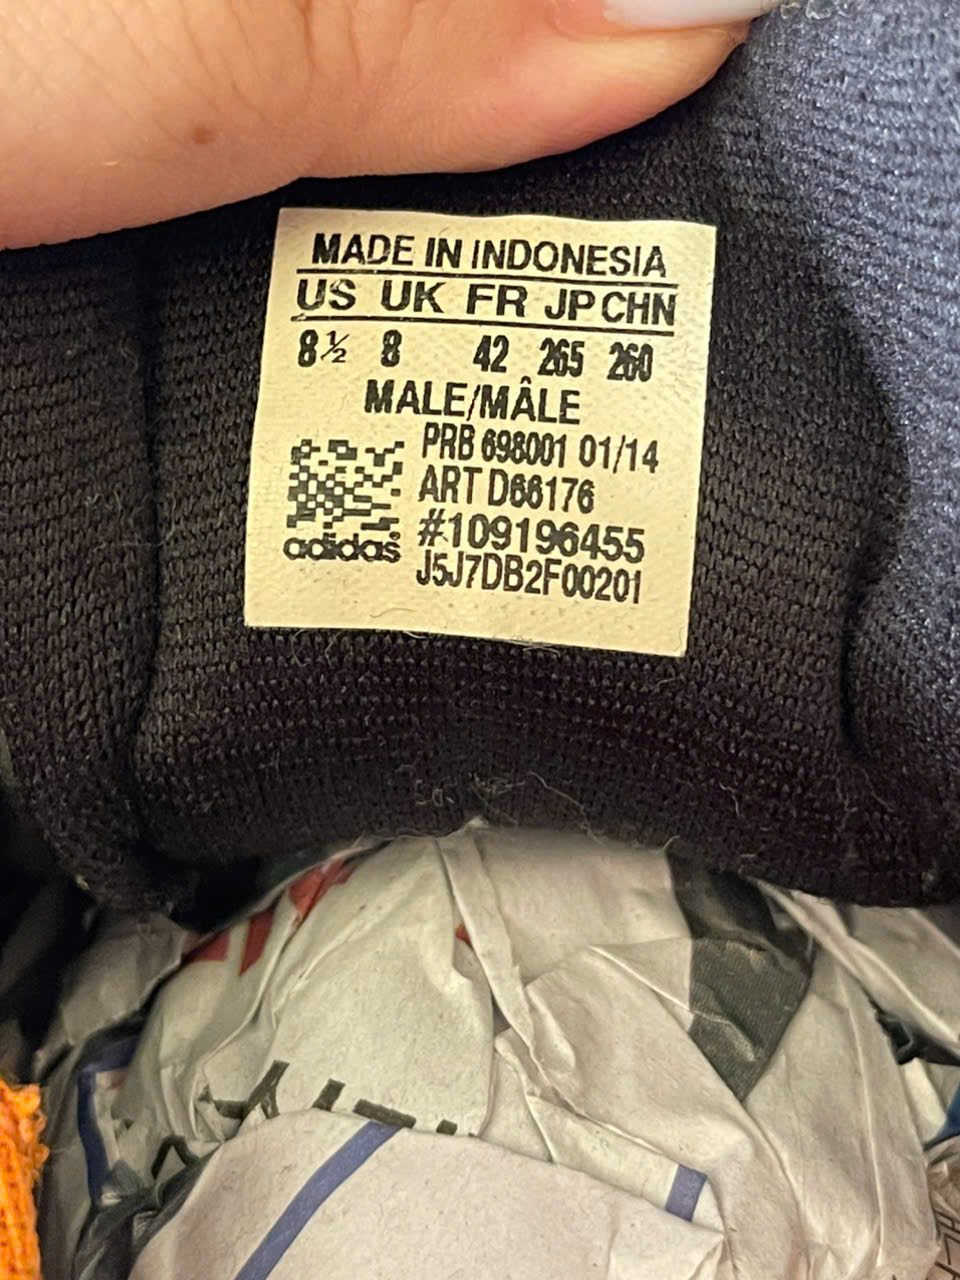 MADE IN INDONESIA
US UK FR JP CHN
8½ 8 42 265 260
MALE/MÂLE
PRB 698001 01/14
ART D66176
#109196455
J5J7DB2F00201
adidas